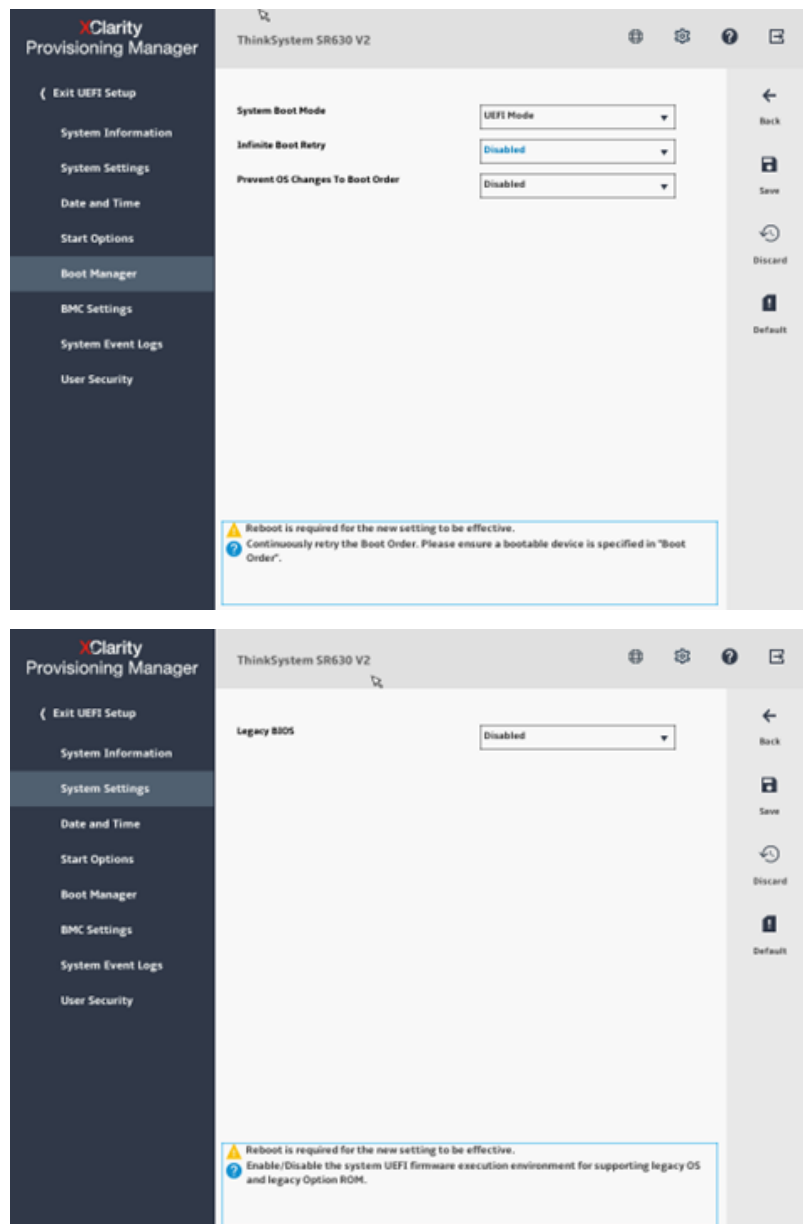 XClarity
Provisioning Manager
ThinkSystem SR630 V2
Exit UEFI Setup
System Information
System Settings
Date and Time
Start Options
Boot Manager
BMC Settings
System Event Logs
User Security
System Boot Mode
UEFI Mode
Infinite Boot Retry
Disabled
Prevent OS Changes To Boot Order
Disabled
Back
Save
Discard
Default
Reboot is required for the new setting to be effective.
Continuously retry the Boot Order. Please ensure a bootable device is specified in "Boot
Order".
XClarity
Provisioning Manager
ThinkSystem SR630 V2
Exit UEFI Setup
System Information
System Settings
Date and Time
Start Options
Boot Manager
BMC Settings
System Event Logs
User Security
Legacy BIOS
Disabled
Back
Save
Discard
Default
Reboot is required for the new setting to be effective.
Enable/Disable the system UEFI firmware execution environment for supporting legacy OS
and legacy Option ROM.